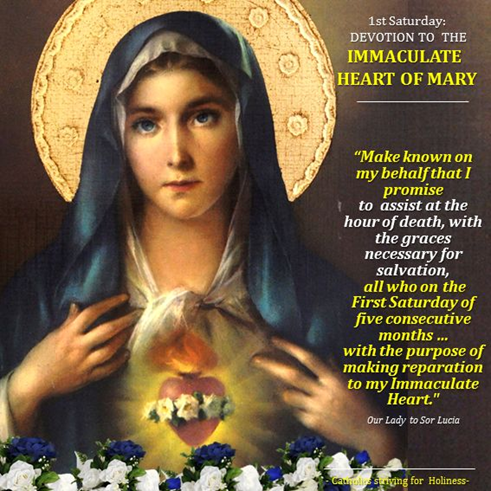 1st Saturday:
DEVOTION TO THE
IMMACULATE
HEART OF MARY
“Make known on
my behalf that I
promise
to assist at the
hour of death, with
the graces
necessary for
salvation,
all who on the
First Saturday of
five consecutive
months ...
with the purpose of
making reparation
to my Immaculate
Heart."
Our Lady to Sor Lucia
- Catholics striving for Holiness-